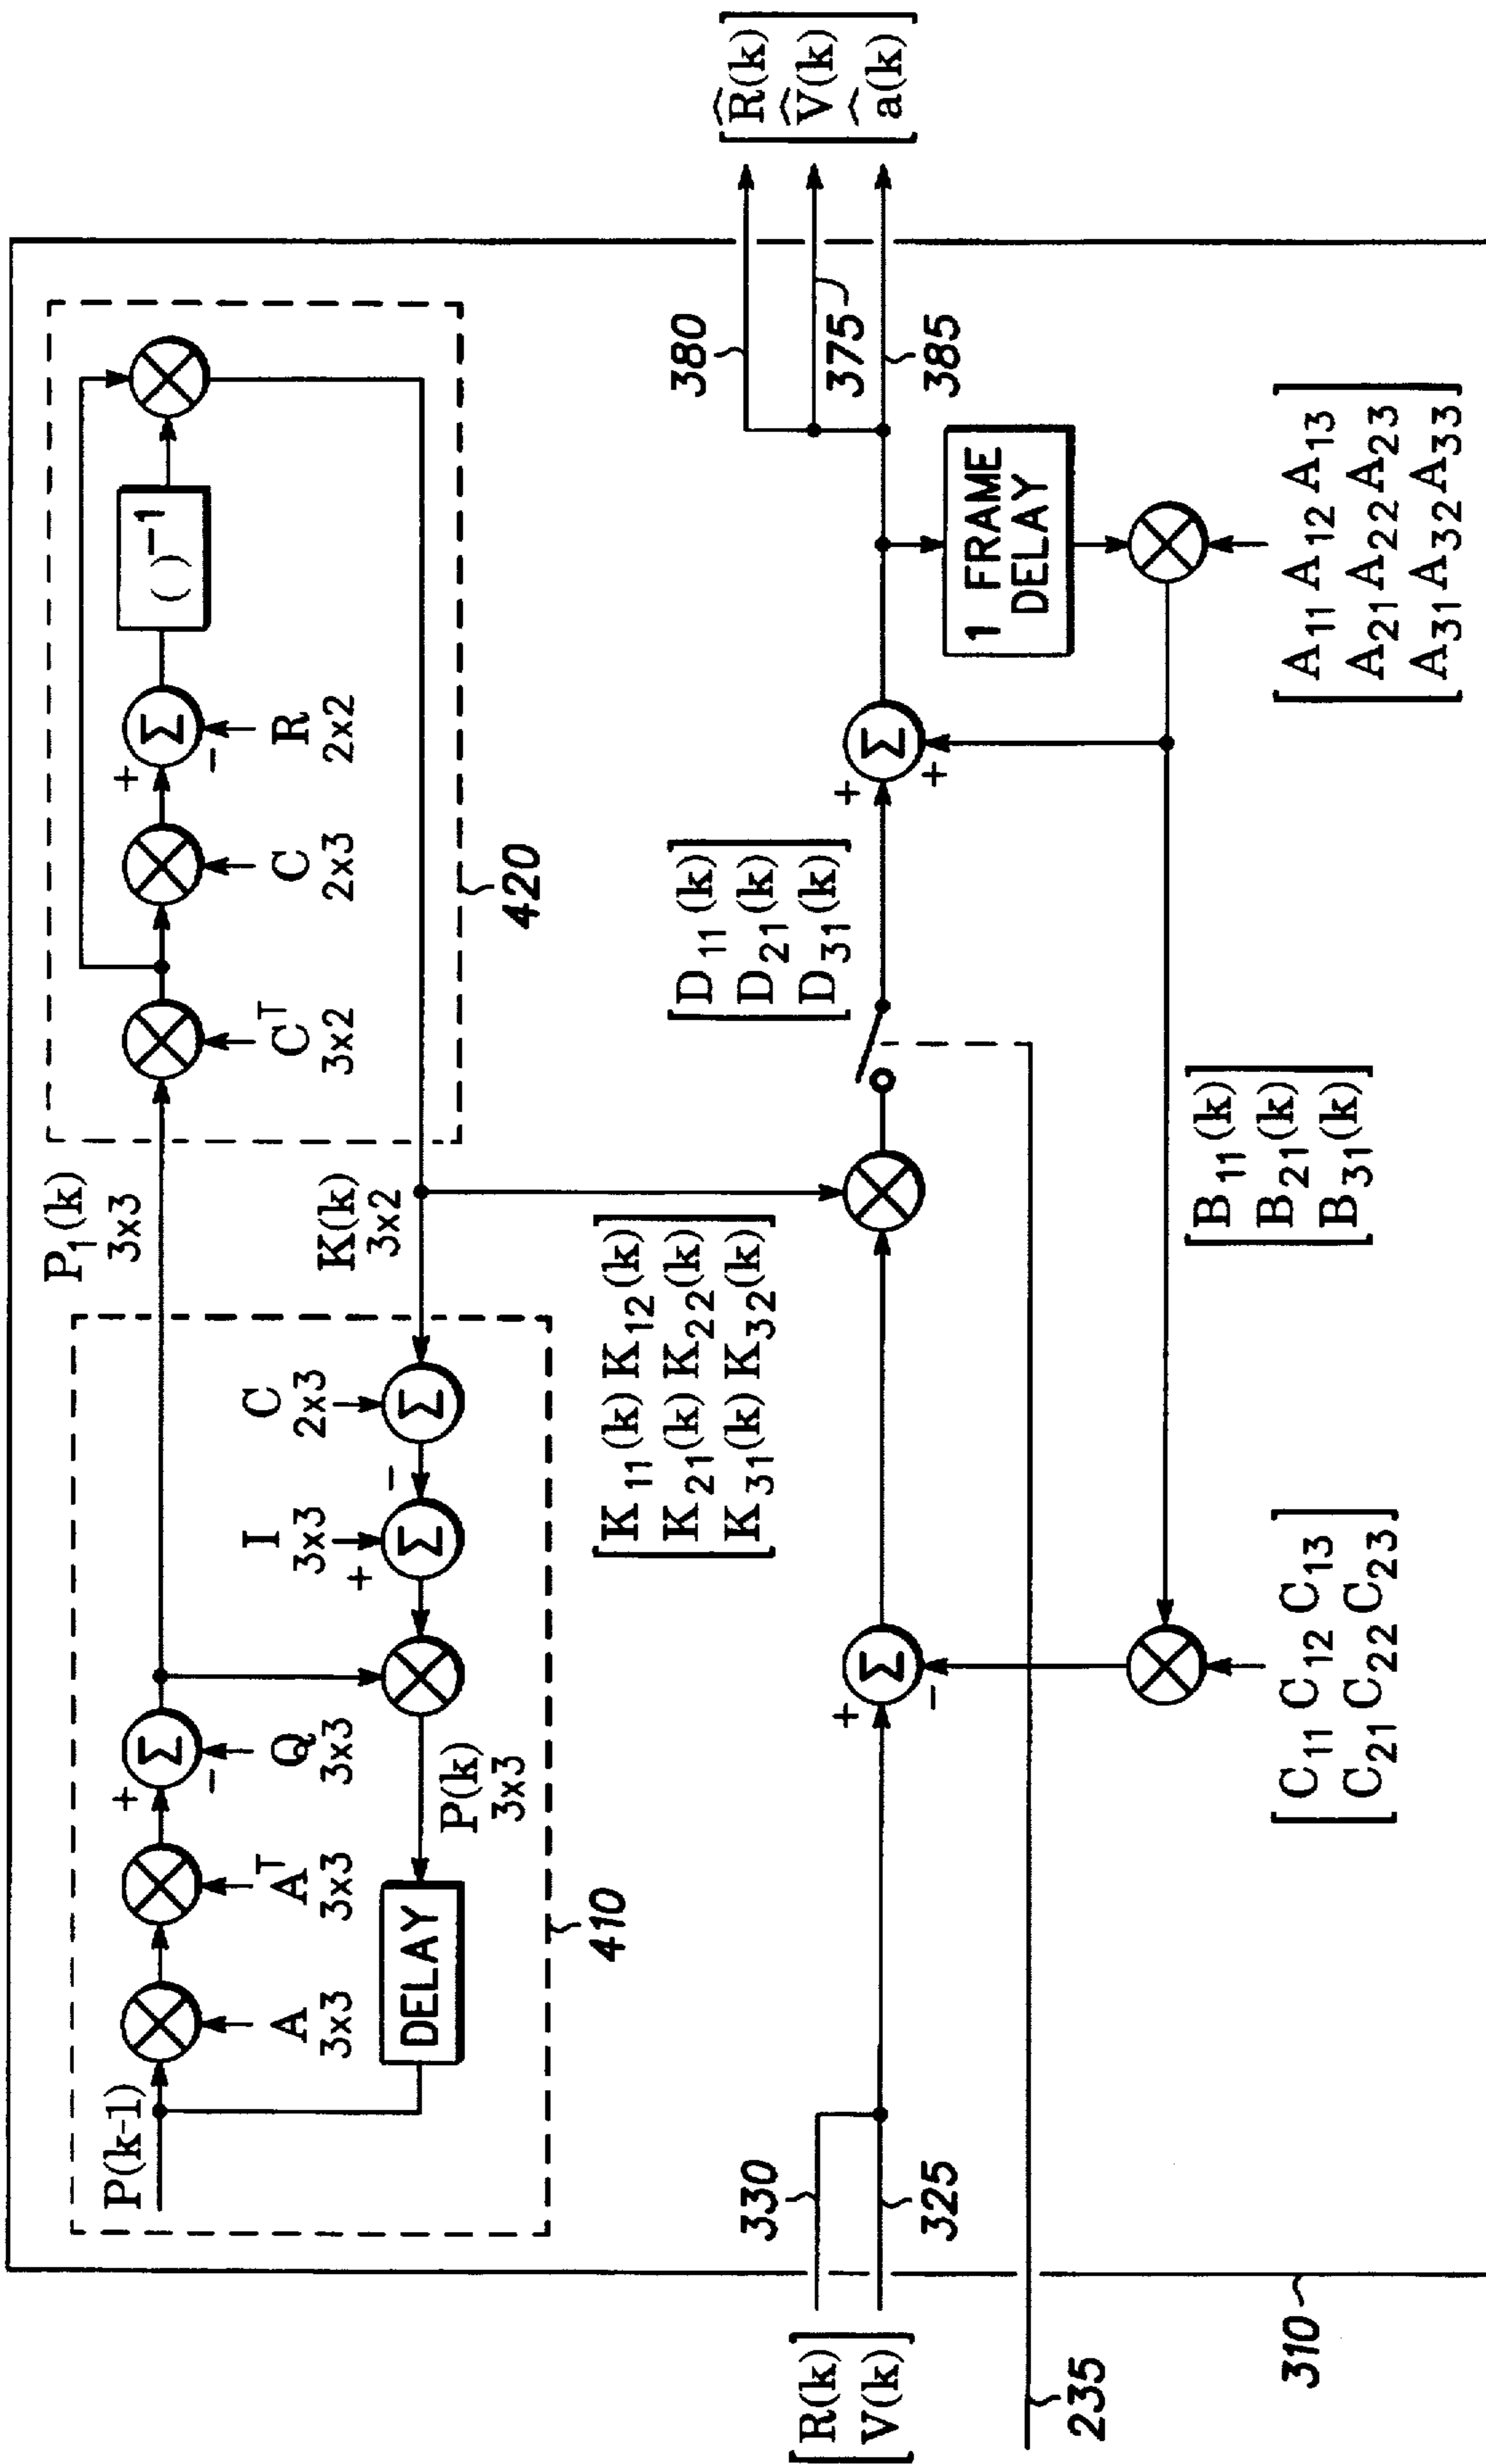 P(k-1)
A
3x3
A^T
3x3
+
-
Q
3x3
P₁(k)
3x3
C^T
3x2
C
2x3
+
-
R
2x2
( )⁻¹
DELAY
P(k)
3x3
I
3x3
+
-
C
2x3
K(k)
3x2
410
420
[K₁₁(k) K₁₂(k)]
[K₂₁(k) K₂₂(k)]
[K₃₁(k) K₃₂(k)]
[D₁₁(k)]
[D₂₁(k)]
[D₃₁(k)]
[R(k)]
[V(k)]
330
325
235
+
-
+
+
380
375
385
[R̂(k)]
[V̂(k)]
[â(k)]
1 FRAME
DELAY
[B₁₁(k)]
[B₂₁(k)]
[B₃₁(k)]
[C₁₁ C₁₂ C₁₃]
[C₂₁ C₂₂ C₂₃]
[A₁₁ A₁₂ A₁₃]
[A₂₁ A₂₂ A₂₃]
[A₃₁ A₃₂ A₃₃]
310